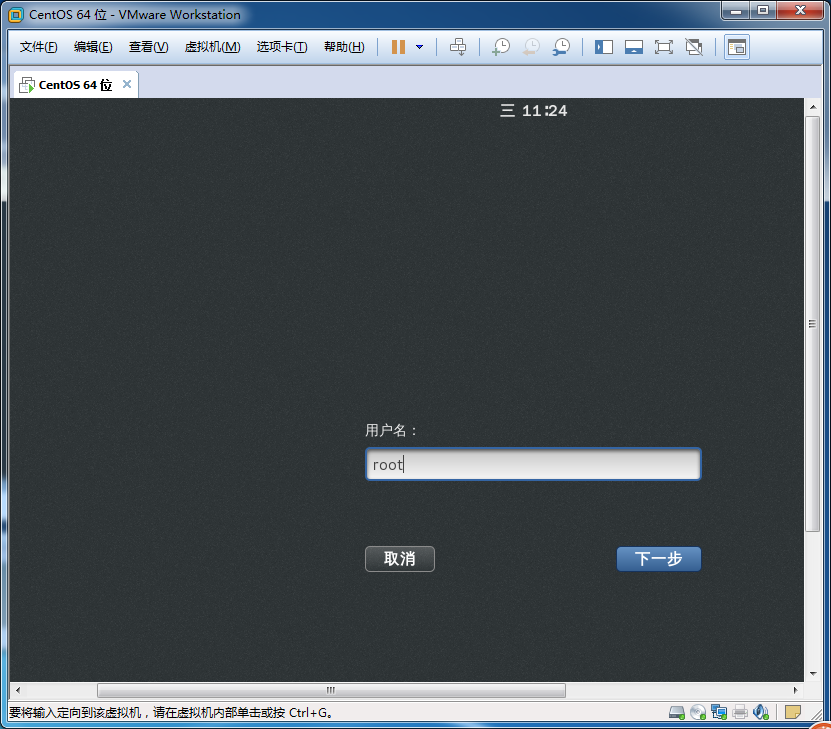 CentOS 64 位 - VMware Workstation
文件(F) 编辑(E) 查看(V) 虚拟机(M) 选项卡(T) 帮助(H)
CentOS 64 位
三 11:24
用户名：
root
取消 下一步
要将输入定向到该虚拟机，请在虚拟机内部单击或按 Ctrl+G。